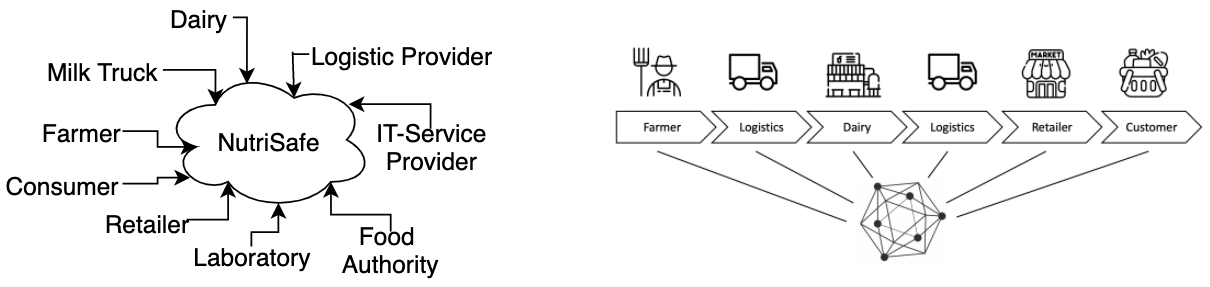 Dairy
Logistic Provider
Milk Truck
Farmer
NutriSafe
IT-Service
Provider
Consumer
Retailer
Laboratory
Food
Authority
MARKET
Farmer
Logistics
Dairy
Logistics
Retailer
Customer